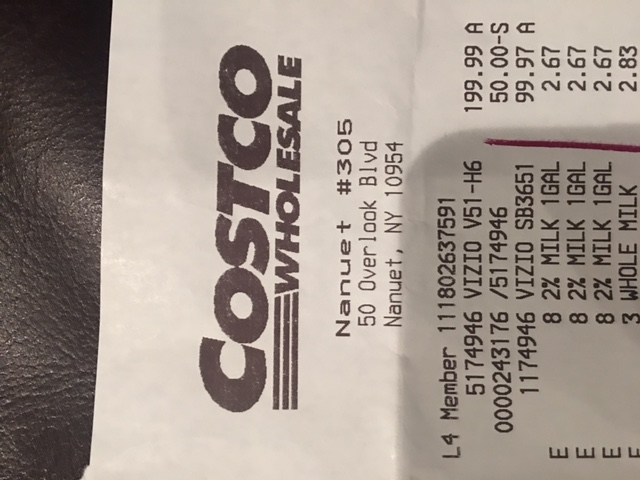 COSTCO
WHOLESALE
Nanuet #305
50 Overlook Blvd
Nanuet, NY 10954
L4 Member 111802637591
5174946 VIZIO V51-H6 199.99 A
0000243176 /5174946 50.00-S
1174946 VIZIO SB3651 99.97 A
E 8 2% MILK 1GAL 2.67
E 8 2% MILK 1GAL 2.67
E 8 2% MILK 1GAL 2.67
E 3 WHOLE MILK 2.83